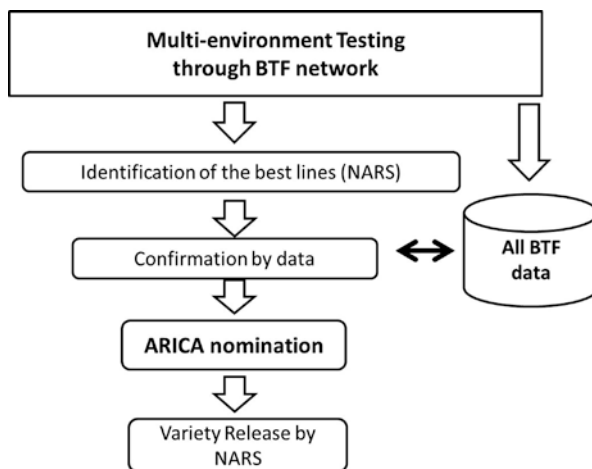 Multi-environment Testing
through BTF network
Identification of the best lines (NARS)
Confirmation by data
All BTF
data
ARICA nomination
Variety Release by
NARS